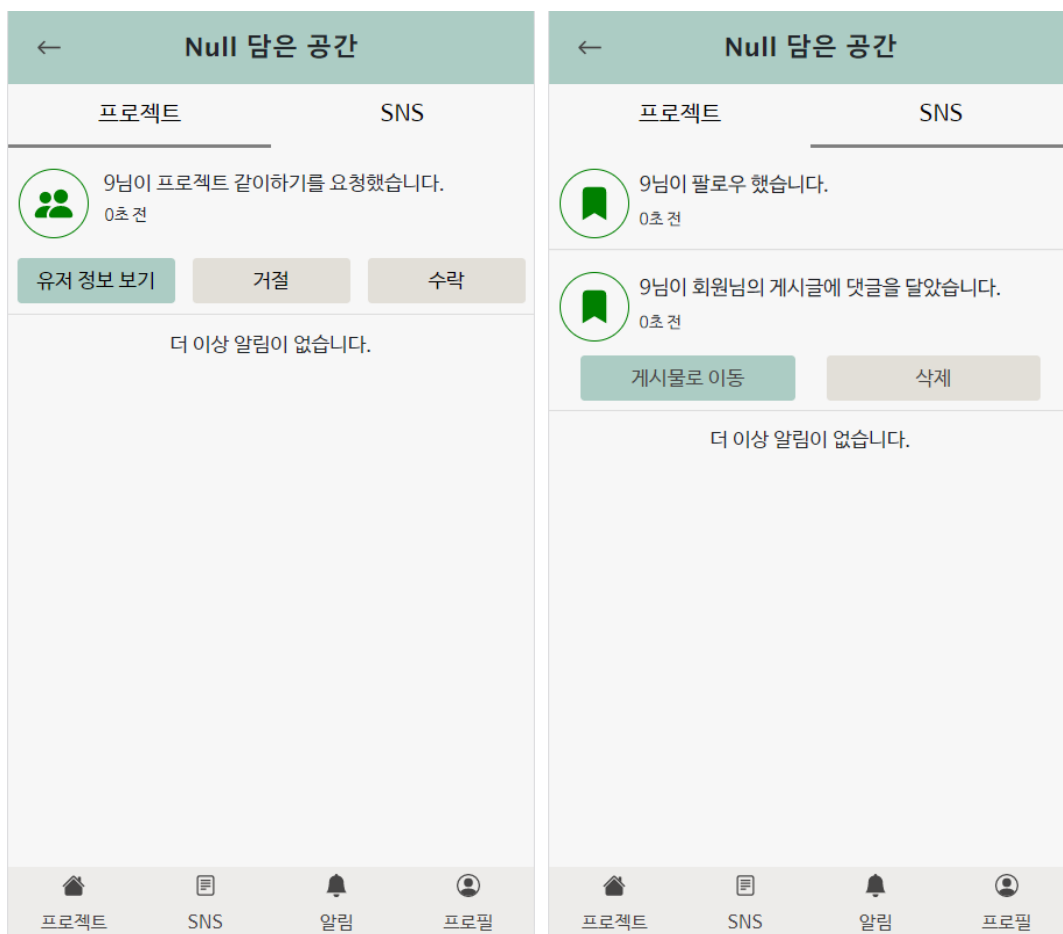 ← Null 담은 공간
프로젝트 SNS
9님이 프로젝트 같이하기를 요청했습니다.
0초 전
유저 정보 보기 거절 수락
더 이상 알림이 없습니다.
프로젝트 SNS 알림 프로필
← Null 담은 공간
프로젝트 SNS
9님이 팔로우 했습니다.
0초 전
9님이 회원님의 게시글에 댓글을 달았습니다.
0초 전
게시물로 이동 삭제
더 이상 알림이 없습니다.
프로젝트 SNS 알림 프로필